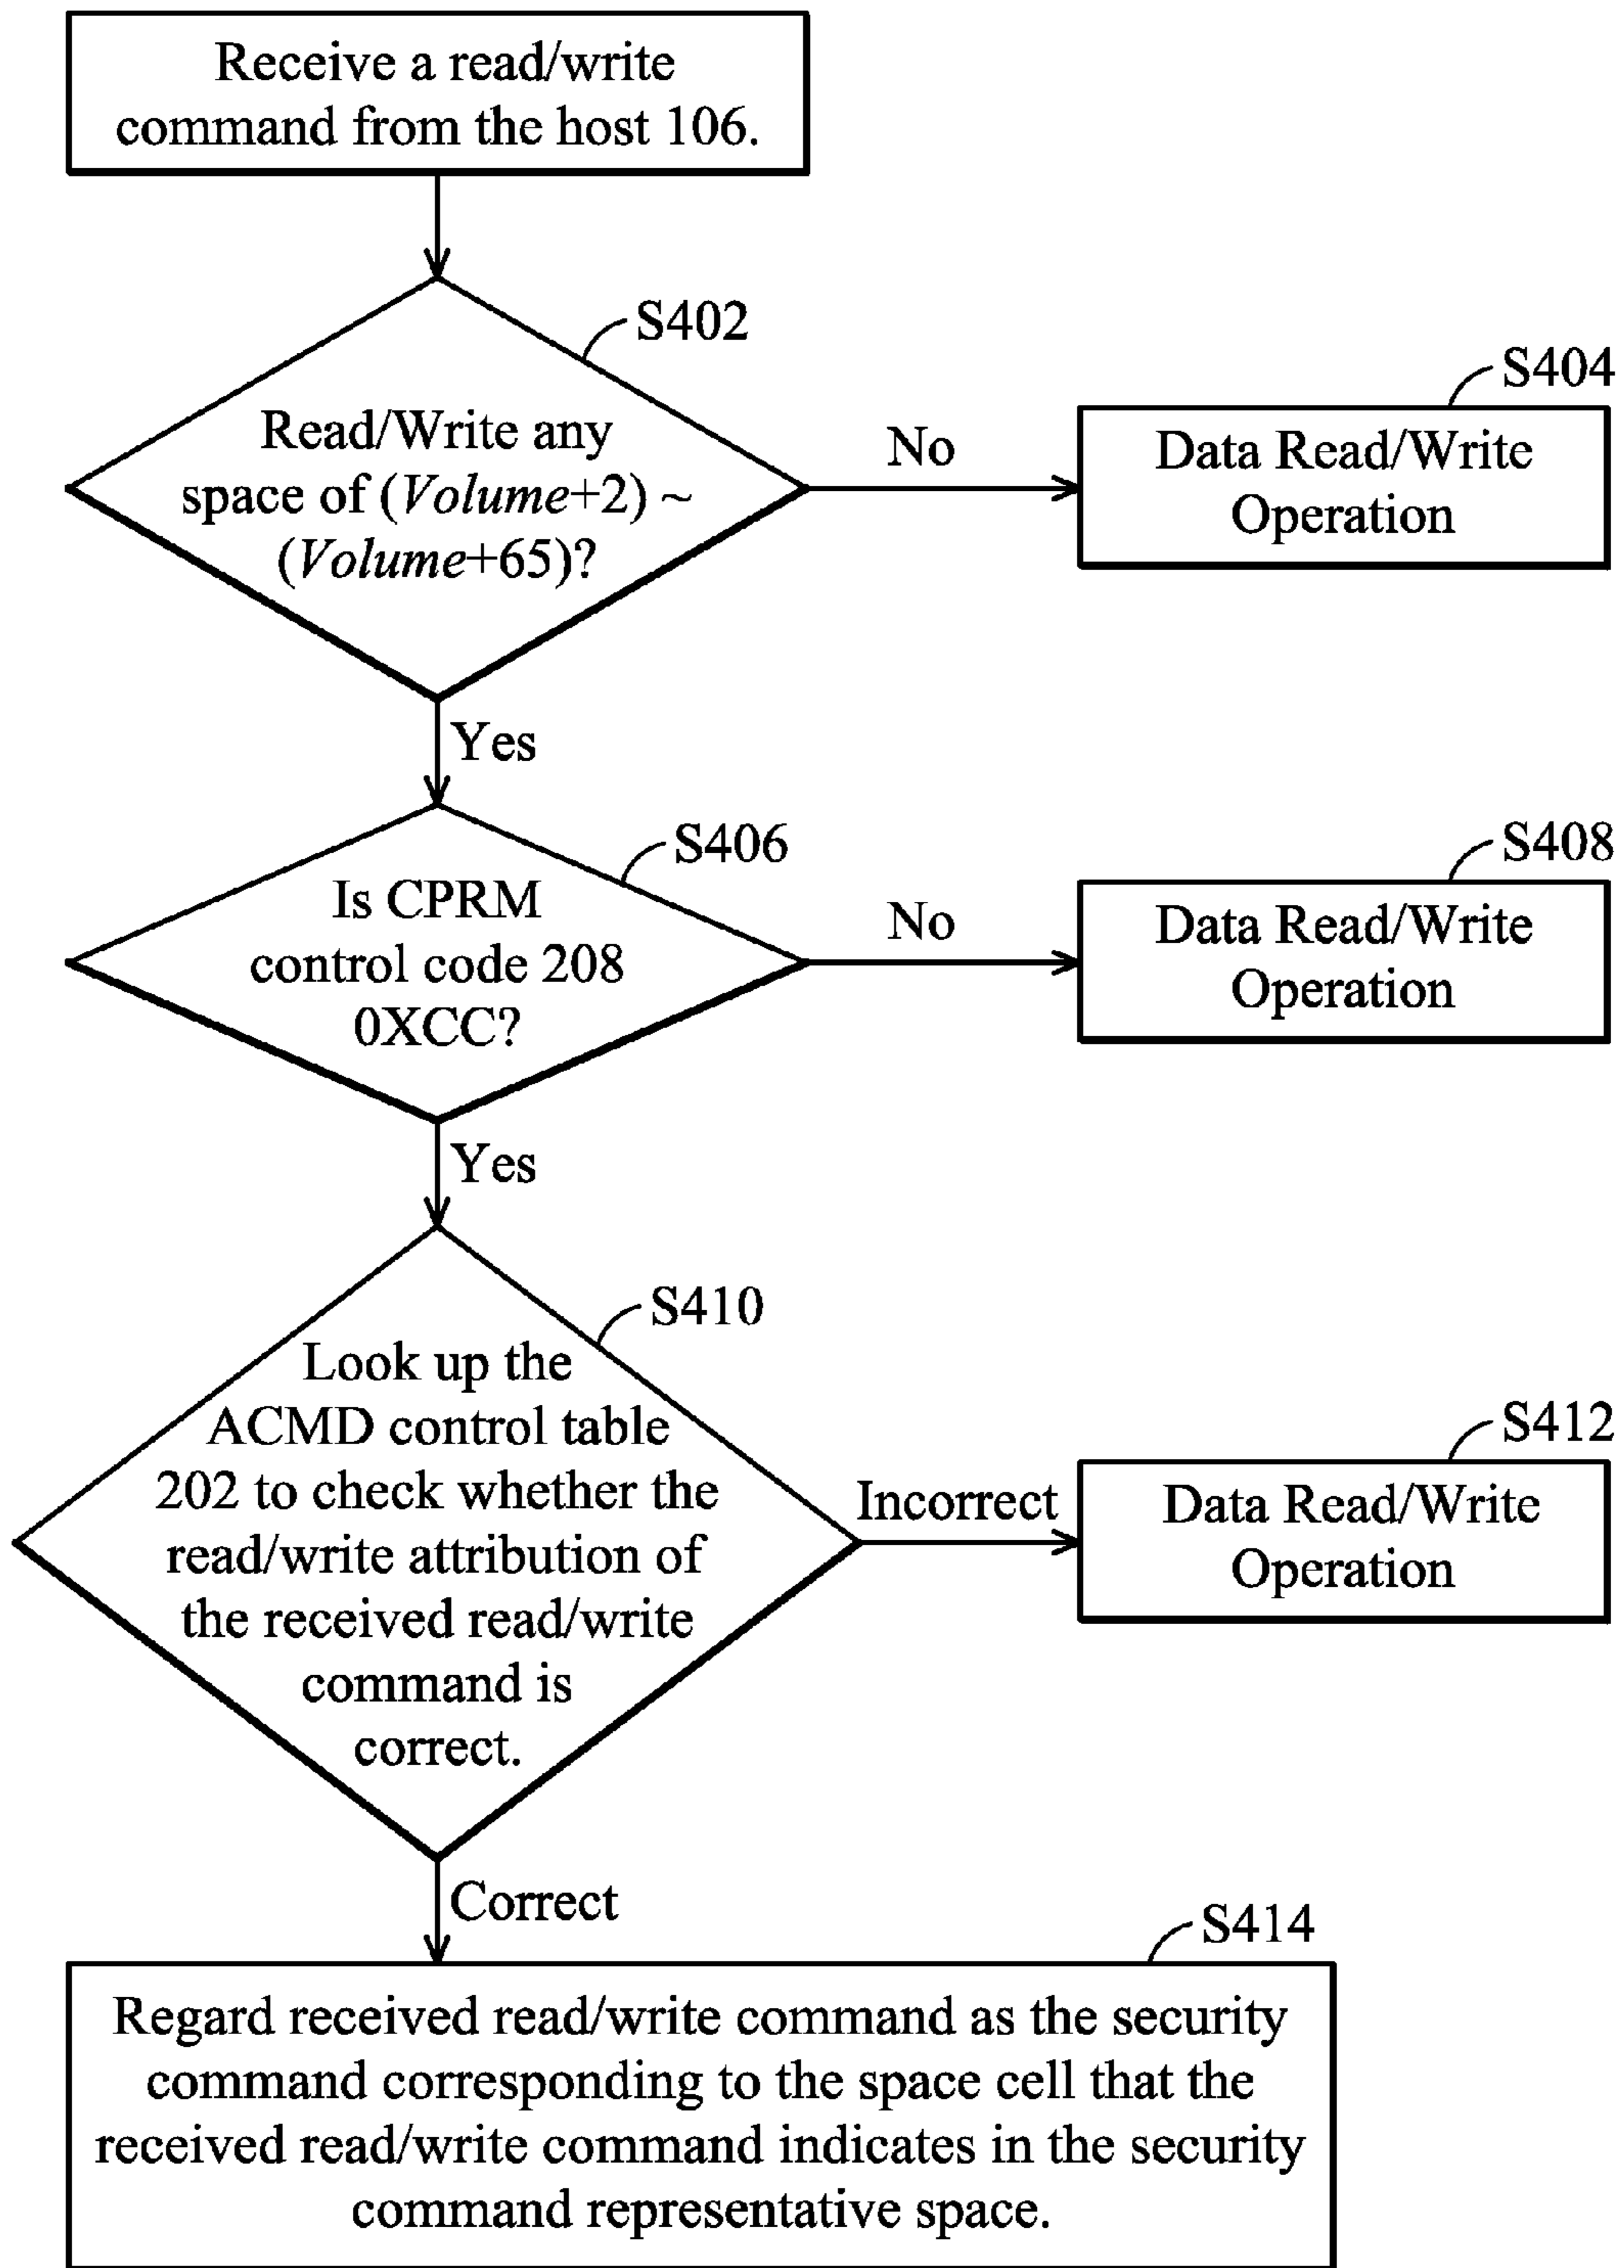 Receive a read/write
command from the host 106.
S402
Read/Write any
space of (Volume+2) ~
(Volume+65)?
No
S404
Data Read/Write
Operation
Yes
S406
Is CPRM
control code 208
0XCC?
No
S408
Data Read/Write
Operation
Yes
S410
Look up the
ACMD control table
202 to check whether the
read/write attribution of
the received read/write
command is
correct.
Incorrect
S412
Data Read/Write
Operation
Correct
S414
Regard received read/write command as the security
command corresponding to the space cell that the
received read/write command indicates in the security
command representative space.